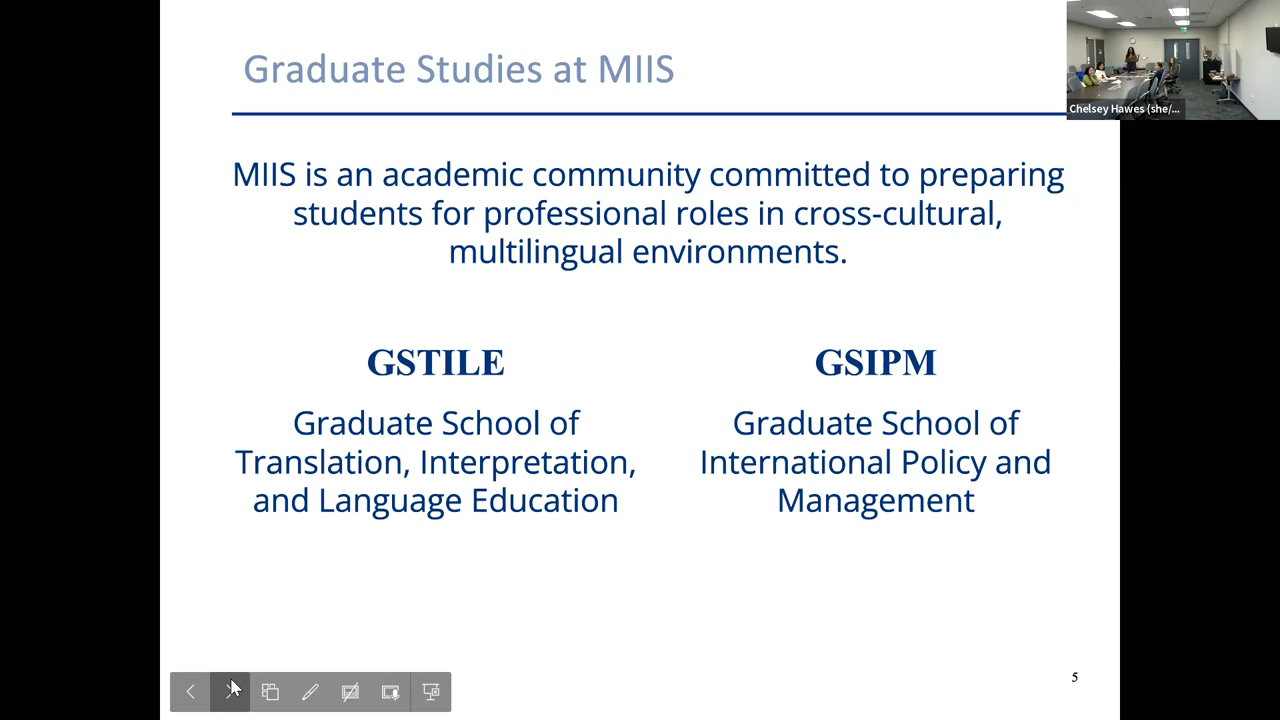 Graduate Studies at MIIS
Chelsey Hawes (she/...
MIIS is an academic community committed to preparing
students for professional roles in cross-cultural,
multilingual environments.
GSTILE
Graduate School of
Translation, Interpretation,
and Language Education
GSIPM
Graduate School of
International Policy and
Management
5